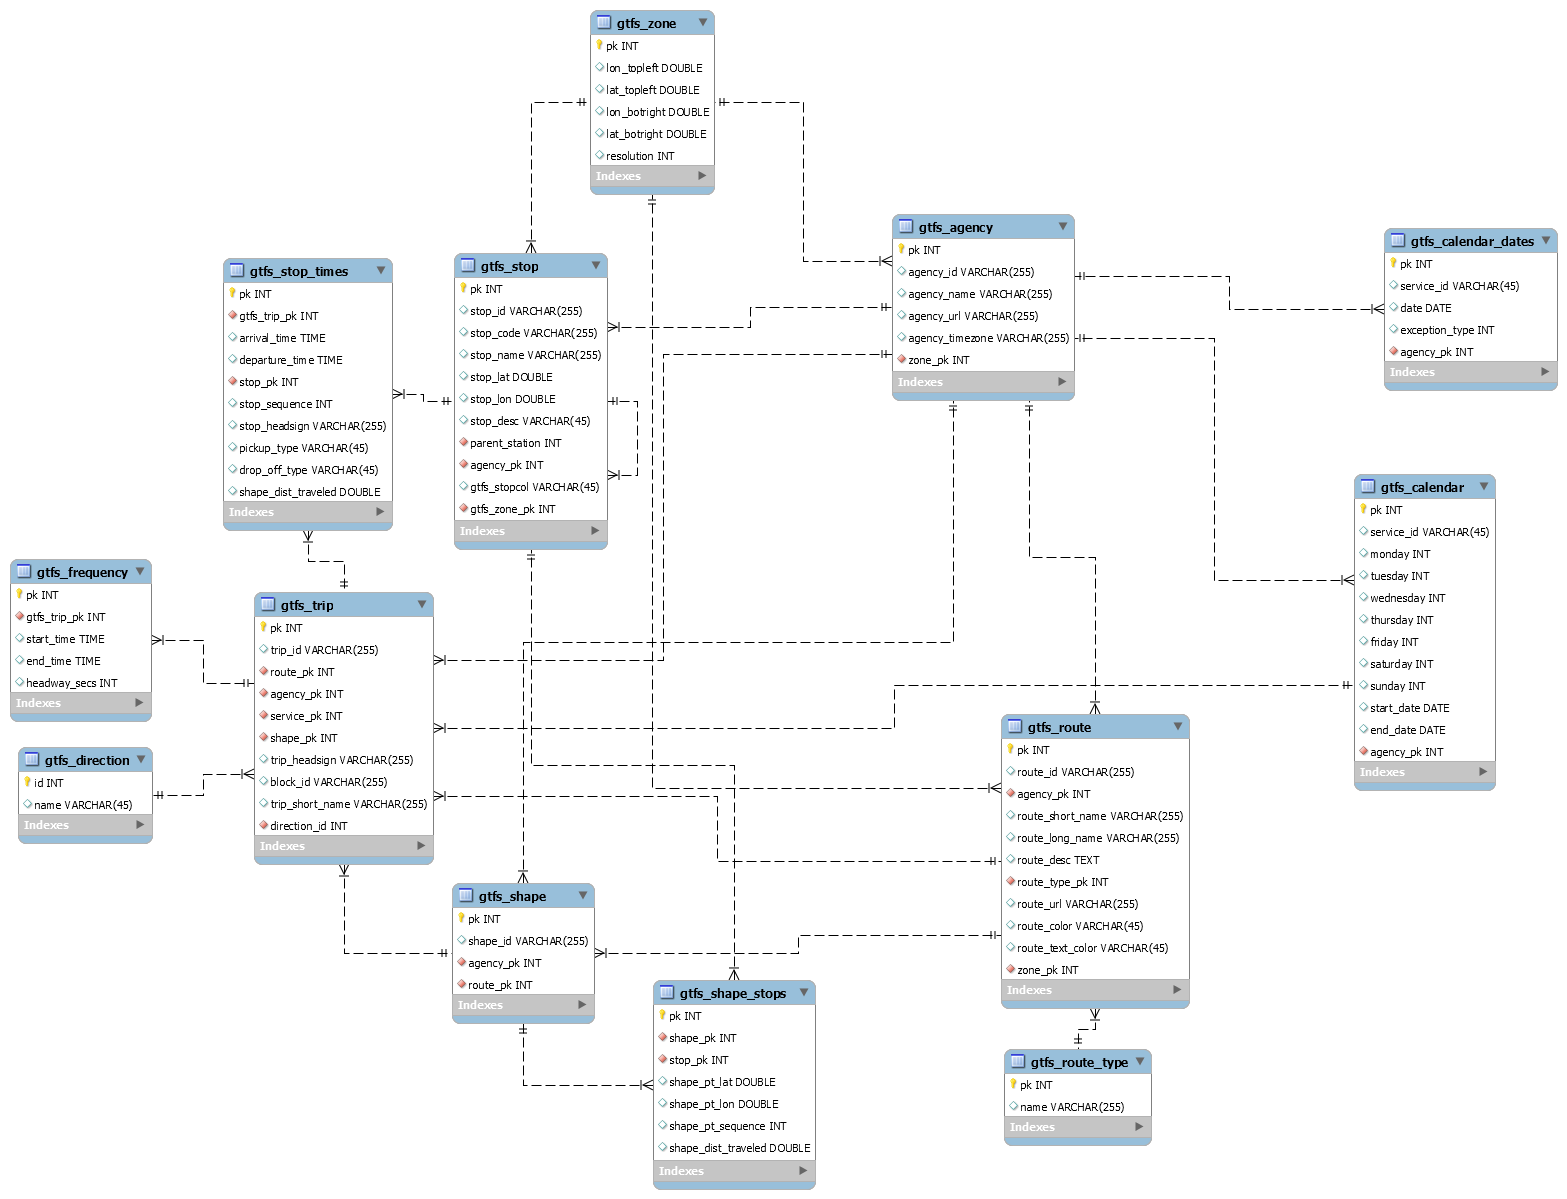 gtfs_zone
pk INT
lon_topleft DOUBLE
lat_topleft DOUBLE
lon_botright DOUBLE
lat_botright DOUBLE
resolution INT
Indexes
gtfs_agency
pk INT
agency_id VARCHAR(255)
agency_name VARCHAR(255)
agency_url VARCHAR(255)
agency_timezone VARCHAR(255)
zone_pk INT
Indexes
gtfs_calendar_dates
pk INT
service_id VARCHAR(45)
date DATE
exception_type INT
agency_pk INT
Indexes
gtfs_stop_times
pk INT
gtfs_trip_pk INT
arrival_time TIME
departure_time TIME
stop_pk INT
stop_sequence INT
stop_headsign VARCHAR(255)
pickup_type VARCHAR(45)
drop_off_type VARCHAR(45)
shape_dist_traveled DOUBLE
Indexes
gtfs_stop
pk INT
stop_id VARCHAR(255)
stop_code VARCHAR(255)
stop_name VARCHAR(255)
stop_lat DOUBLE
stop_lon DOUBLE
stop_desc VARCHAR(45)
parent_station INT
agency_pk INT
gtfs_stopcol VARCHAR(45)
gtfs_zone_pk INT
Indexes
gtfs_calendar
pk INT
service_id VARCHAR(45)
monday INT
tuesday INT
wednesday INT
thursday INT
friday INT
saturday INT
sunday INT
start_date DATE
end_date DATE
agency_pk INT
Indexes
gtfs_frequency
pk INT
gtfs_trip_pk INT
start_time TIME
end_time TIME
headway_secs INT
Indexes
gtfs_trip
pk INT
trip_id VARCHAR(255)
route_pk INT
agency_pk INT
service_pk INT
shape_pk INT
trip_headsign VARCHAR(255)
block_id VARCHAR(255)
trip_short_name VARCHAR(255)
direction_id INT
Indexes
gtfs_direction
id INT
name VARCHAR(45)
Indexes
gtfs_route
pk INT
route_id VARCHAR(255)
agency_pk INT
route_short_name VARCHAR(255)
route_long_name VARCHAR(255)
route_desc TEXT
route_type_pk INT
route_url VARCHAR(255)
route_color VARCHAR(45)
route_text_color VARCHAR(45)
zone_pk INT
Indexes
gtfs_shape
pk INT
shape_id VARCHAR(255)
agency_pk INT
route_pk INT
Indexes
gtfs_shape_stops
pk INT
shape_pk INT
stop_pk INT
shape_pt_lat DOUBLE
shape_pt_lon DOUBLE
shape_pt_sequence INT
shape_dist_traveled DOUBLE
Indexes
gtfs_route_type
pk INT
name VARCHAR(255)
Indexes